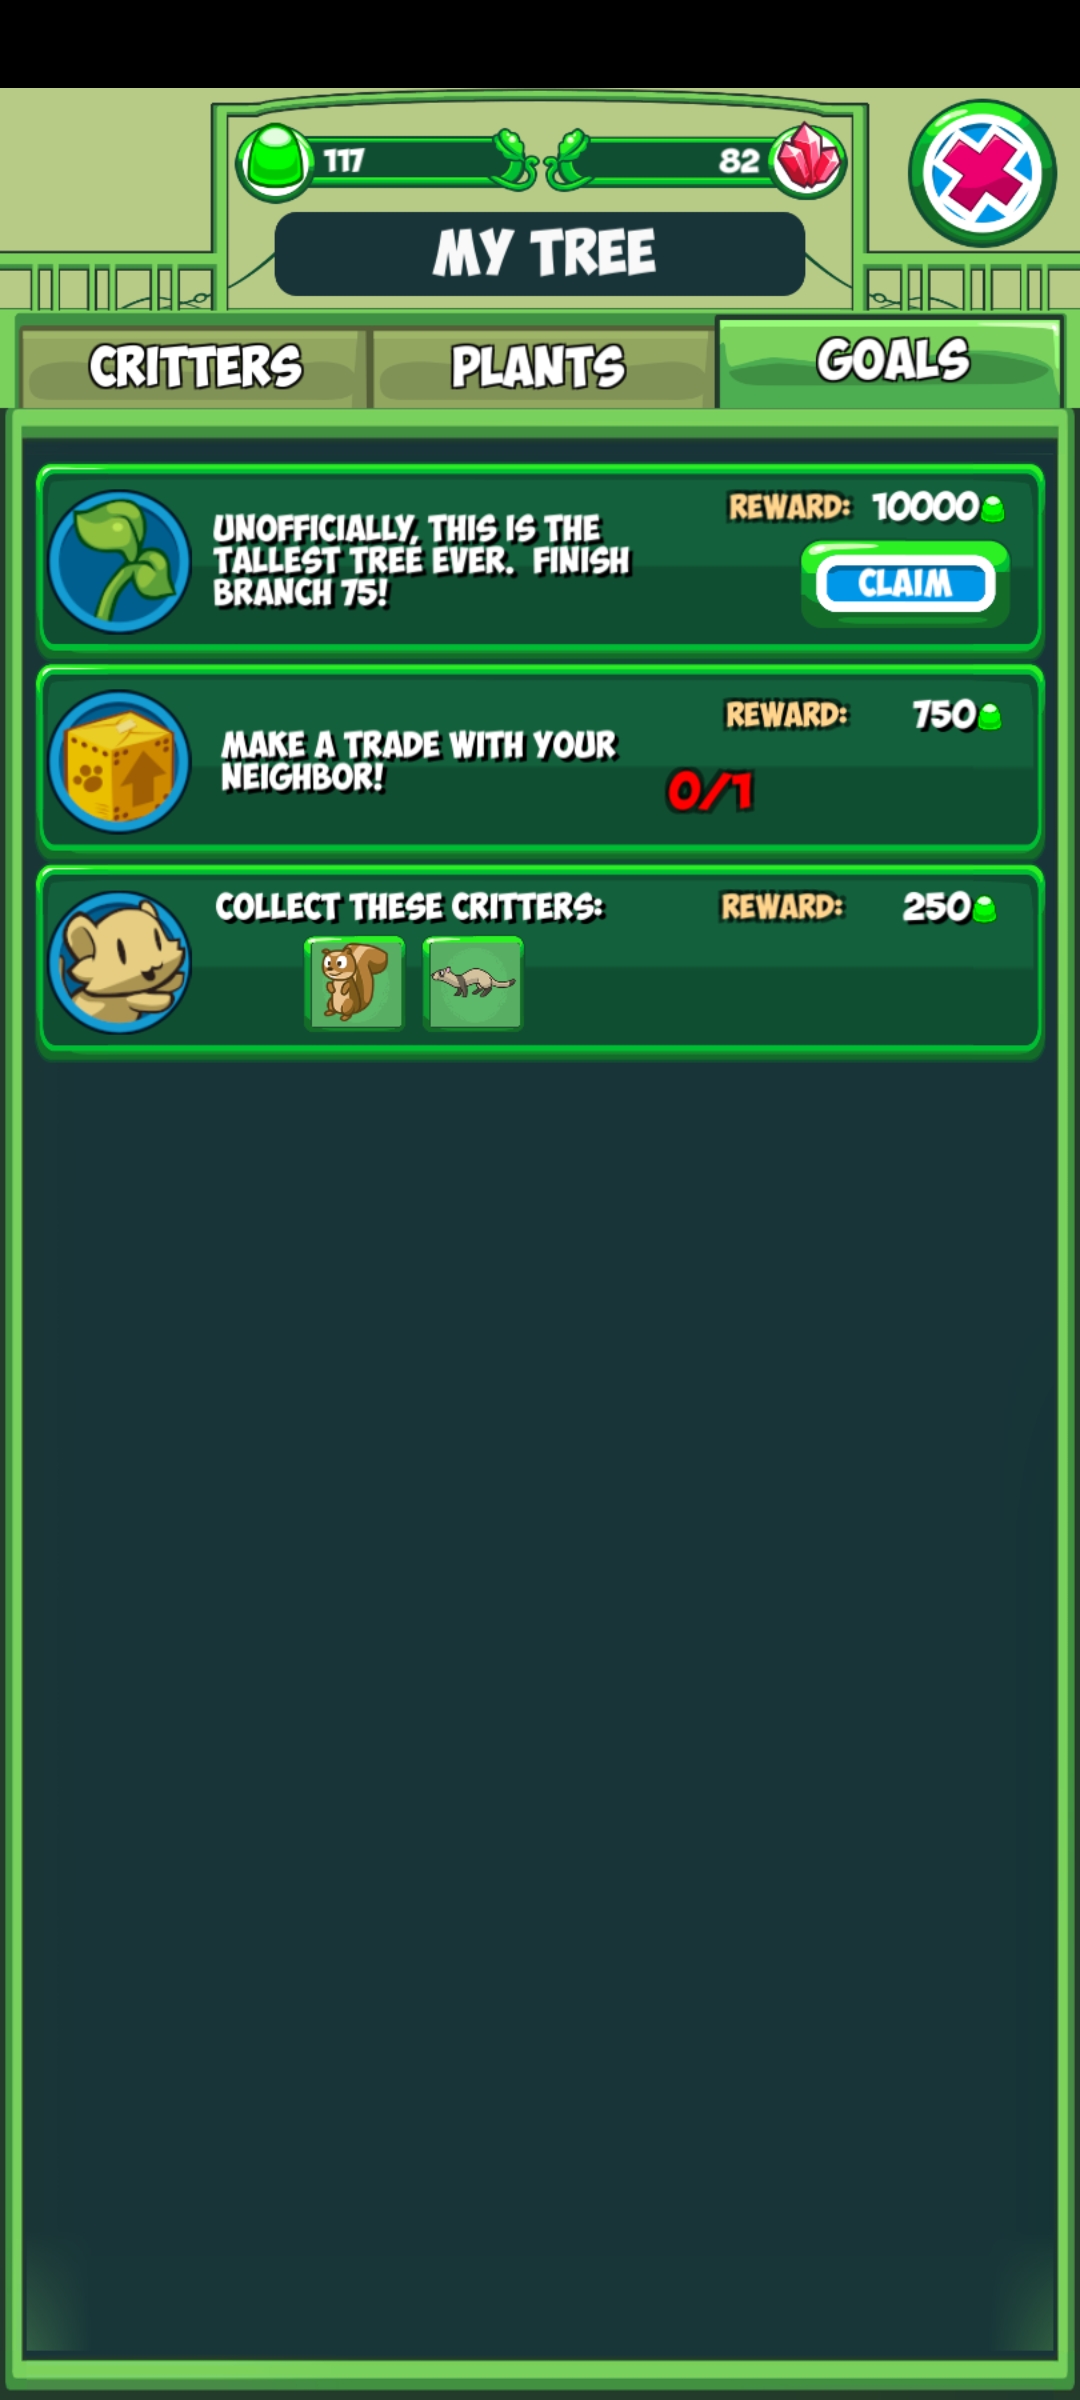 117
82
MY TREE
CRITTERS
PLANTS
GOALS
UNOFFICIALLY, THIS IS THE
TALLEST TREE EVER. FINISH
BRANCH 75!
REWARD: 10000
CLAIM
MAKE A TRADE WITH YOUR
NEIGHBOR!
REWARD: 750
0/1
COLLECT THESE CRITTERS:
REWARD: 250